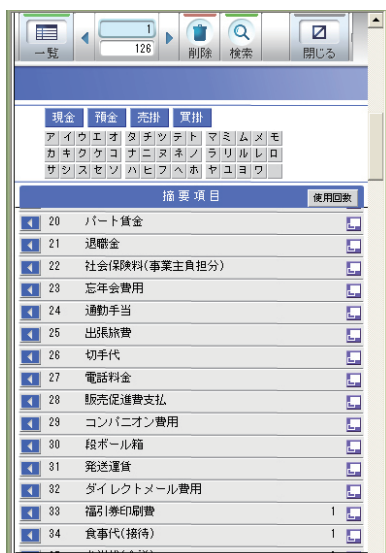 1
126
一覧 削除 検索 閉じる
現金 預金 売掛 買掛
アイウエオ タチツテト マミムメモ
カキクケコ ナニヌネノ ラリルレロ
サシスセソ ハヒフヘホ ヤユヨワ
摘要項目 使用回数
20 パート賃金
21 退職金
22 社会保険料(事業主負担分)
23 忘年会費用
24 通勤手当
25 出張旅費
26 切手代
27 電話料金
28 販売促進費支払
29 コンパニオン費用
30 段ボール箱
31 発送運賃
32 ダイレクトメール費用
33 福引券印刷費 1
34 食事代(接待) 1